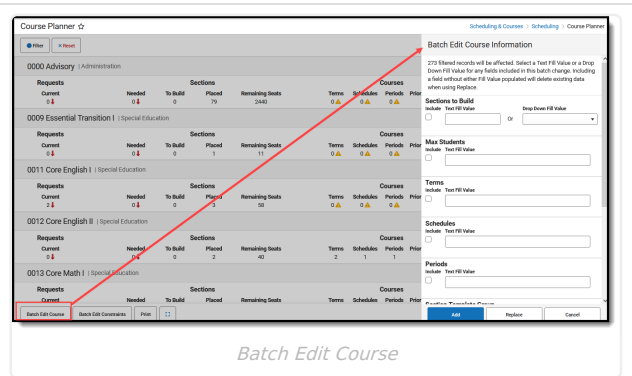 Course Planner ☆
Scheduling & Courses > Scheduling > Course Planner
Filter
× Reset
0000 Advisory | Administration
Requests Sections Courses
Current Needed To Build Placed Remaining Seats Terms Schedules Periods Prior
0 0 0 79 2440 0 0 0
0009 Essential Transition I | Special Education
Requests Sections Courses
Current Needed To Build Placed Remaining Seats Terms Schedules Periods Prior
0 0 0 1 11 0 0 0
0011 Core English I | Special Education
Requests Sections Courses
Current Needed To Build Placed Remaining Seats Terms Schedules Periods Prior
2 0 0 3 58 0 0 0
0012 Core English II | Special Education
Requests Sections Courses
Current Needed To Build Placed Remaining Seats Terms Schedules Periods Prior
0 0 0 2 40 2 1 1
0013 Core Math I | Special Education
Requests Sections Courses
Current Needed To Build Placed Remaining Seats Terms Schedules Periods Prior
Batch Edit Course Batch Edit Constraints Print
Batch Edit Course Information
273 filtered records will be affected. Select a Text Fill Value or a Drop
Down Fill Value for any fields included in this batch change. Including
a field without either Fill Value populated will delete existing data
when using Replace.
Sections to Build
Include Text Fill Value Drop Down Fill Value
Or
Max Students
Include Text Fill Value
Terms
Include Text Fill Value
Schedules
Include Text Fill Value
Periods
Include Text Fill Value
Section Template Group
Add Replace Cancel
Batch Edit Course